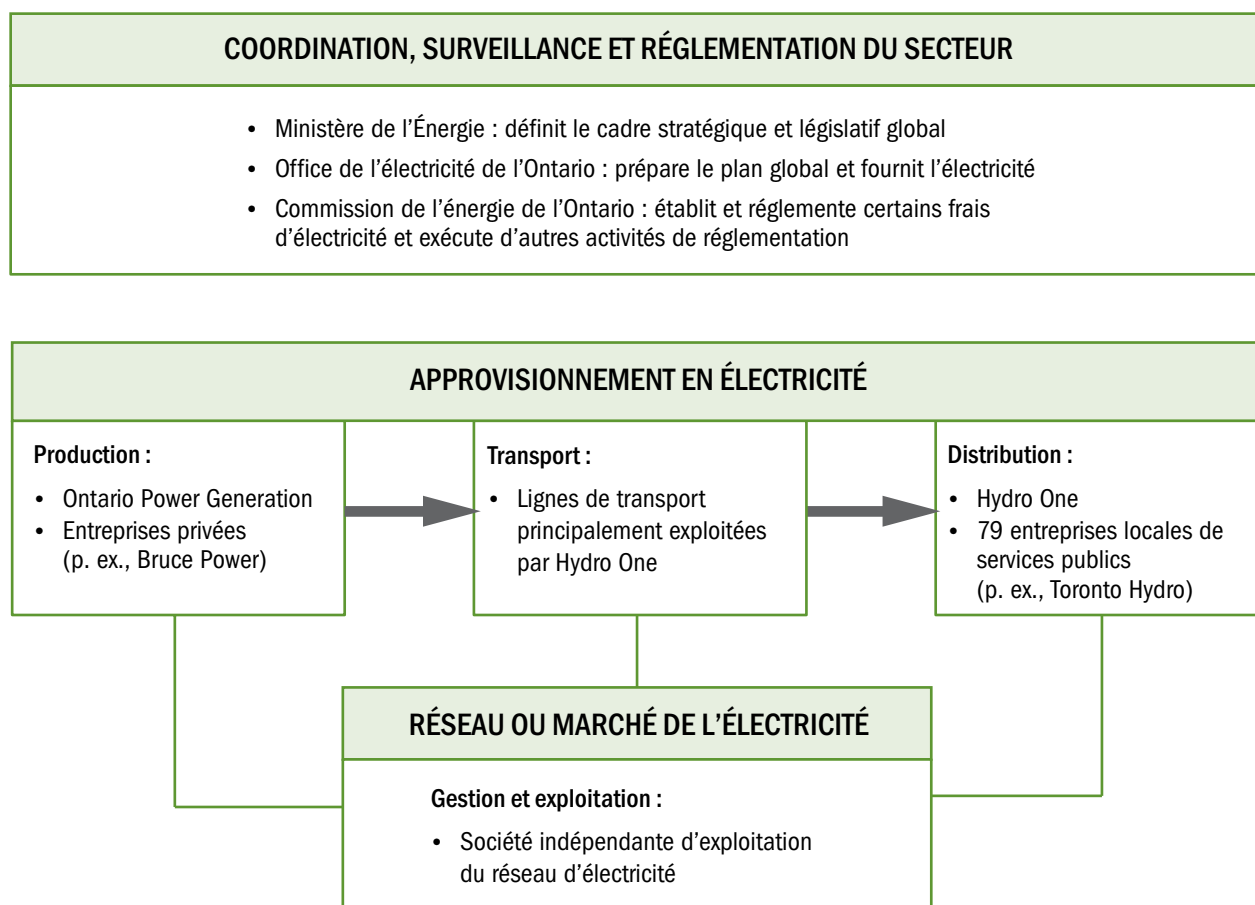 COORDINATION, SURVEILLANCE ET RÉGLEMENTATION DU SECTEUR
• Ministère de l'Énergie : définit le cadre stratégique et législatif global
• Office de l'électricité de l'Ontario : prépare le plan global et fournit l'électricité
• Commission de l'énergie de l'Ontario : établit et réglemente certains frais
d'électricité et exécute d'autres activités de réglementation
APPROVISIONNEMENT EN ÉLECTRICITÉ
Production :
• Ontario Power Generation
• Entreprises privées
(p. ex., Bruce Power)
Transport :
• Lignes de transport
principalement exploitées
par Hydro One
Distribution :
• Hydro One
• 79 entreprises locales de
services publics
(p. ex., Toronto Hydro)
RÉSEAU OU MARCHÉ DE L'ÉLECTRICITÉ
Gestion et exploitation :
• Société indépendante d'exploitation
du réseau d'électricité